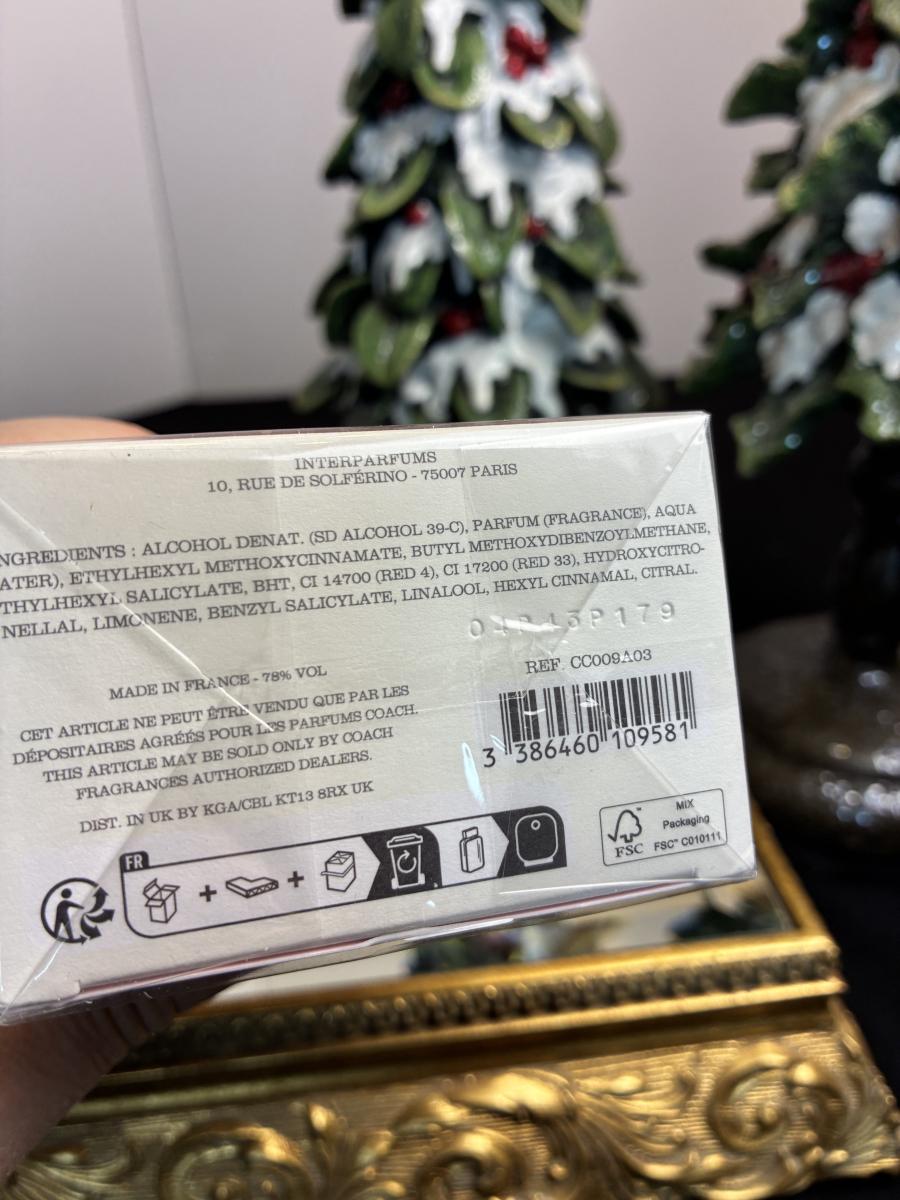 INTERPARFUMS
10, RUE DE SOLFÉRINO - 75007 PARIS
NGREDIENTS : ALCOHOL DENAT. (SD ALCOHOL 39-C), PARFUM (FRAGRANCE), AQUA
ATER), ETHYLHEXYL METHOXYCINNAMATE, BUTYL METHOXYDIBENZOYLMETHANE,
THYLHEXYL SALICYLATE, BHT, CI 14700 (RED 4), CI 17200 (RED 33), HYDROXYCITRO-
NELLAL, LIMONENE, BENZYL SALICYLATE, LINALOOL, HEXYL CINNAMAL, CITRAL.
REF. CC009A03
MADE IN FRANCE - 78% VOL
CET ARTICLE NE PEUT ÊTRE VENDU QUE PAR LES
DÉPOSITAIRES AGRÉÉS POUR LES PARFUMS COACH.
THIS ARTICLE MAY BE SOLD ONLY BY COACH
FRAGRANCES AUTHORIZED DEALERS.
3 386460 109581
DIST. IN UK BY KGA/CBL KT13 8RX UK
FR
+ +
FSC
MIX
Packaging
FSC™ C010111